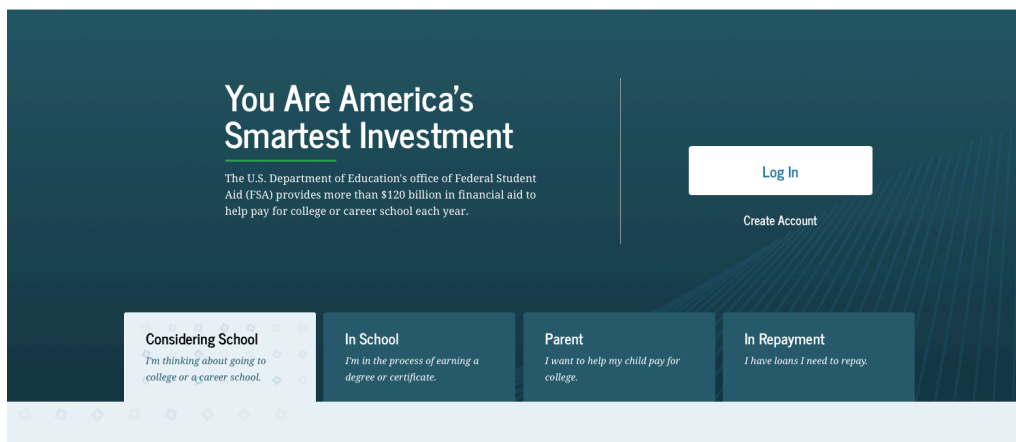 You Are America's
Smartest Investment
The U.S. Department of Education's office of Federal Student
Aid (FSA) provides more than $120 billion in financial aid to
help pay for college or career school each year.
Log In
Create Account
Considering School
I'm thinking about going to
college or a career school.
In School
I'm in the process of earning a
degree or certificate.
Parent
I want to help my child pay for
college.
In Repayment
I have loans I need to repay.